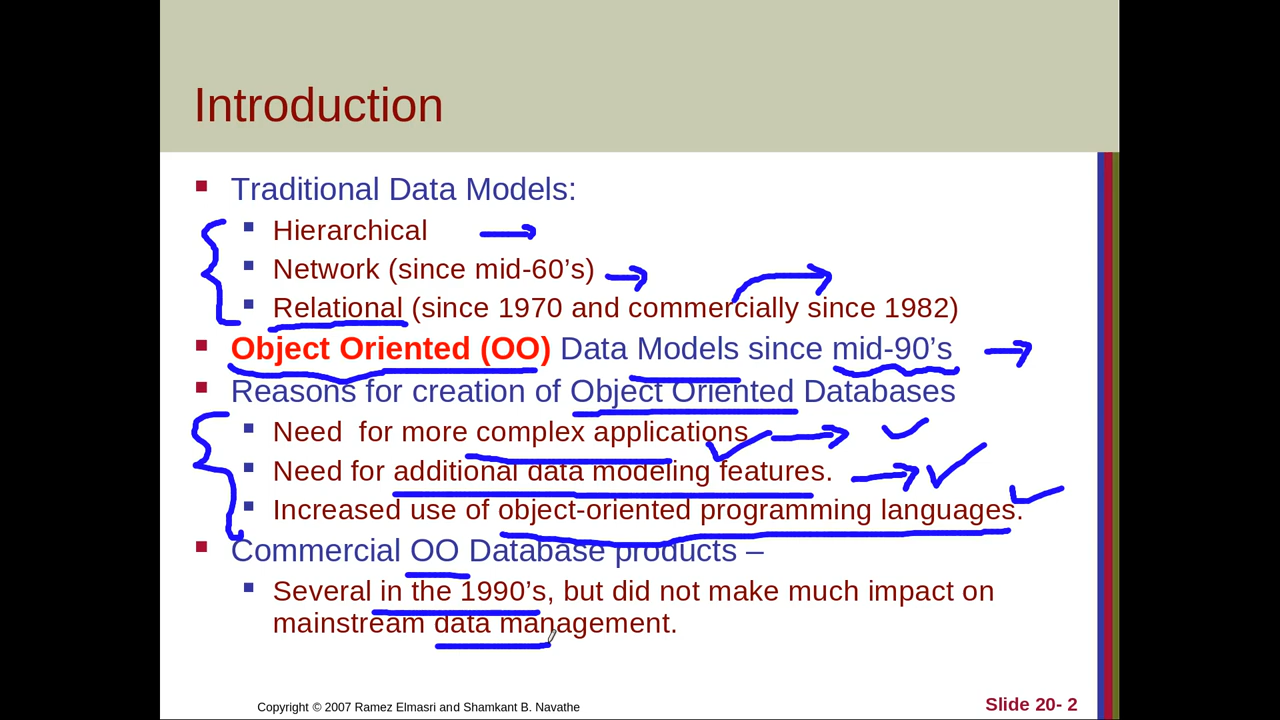 Introduction
Traditional Data Models:
Hierarchical
Network (since mid-60’s)
Relational (since 1970 and commercially since 1982)
Object Oriented (OO) Data Models since mid-90’s
Reasons for creation of Object Oriented Databases
Need for more complex applications
Need for additional data modeling features.
Increased use of object-oriented programming languages.
Commercial OO Database products –
Several in the 1990’s, but did not make much impact on
mainstream data management.
Copyright © 2007 Ramez Elmasri and Shamkant B. Navathe
Slide 20- 2